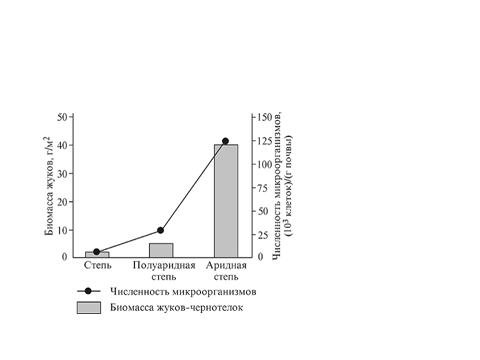 Биомасса жуков, г/м²
50
40
30
20
10
0
150
125
100
75
50
25
0
Численность микроорганизмов,
(10³ клеток)/(г почвы)
Степь
Полуаридная
степь
Аридная
степь
Численность микроорганизмов
Биомасса жуков-чернотелок